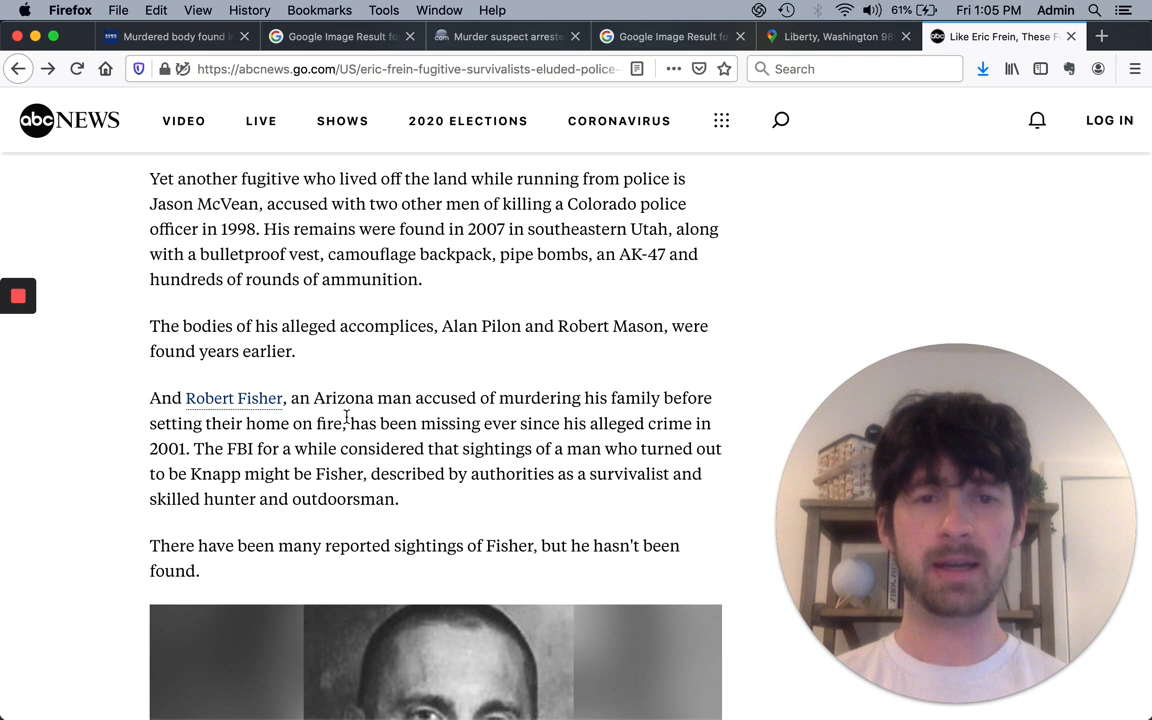 Firefox File Edit View History Bookmarks Tools Window Help 61% Fri 1:05 PM Admin
Murdered body found i
Google Image Result fo
Murder suspect arreste
Google Image Result fo
Liberty, Washington 98
Like Eric Frein, These F
https://abcnews.go.com/US/eric-frein-fugitive-survivalists-eluded-police-
Search
abc NEWS VIDEO LIVE SHOWS 2020 ELECTIONS CORONAVIRUS LOG IN
Yet another fugitive who lived off the land while running from police is
Jason McVean, accused with two other men of killing a Colorado police
officer in 1998. His remains were found in 2007 in southeastern Utah, along
with a bulletproof vest, camouflage backpack, pipe bombs, an AK-47 and
hundreds of rounds of ammunition.
The bodies of his alleged accomplices, Alan Pilon and Robert Mason, were
found years earlier.
And Robert Fisher, an Arizona man accused of murdering his family before
setting their home on fire, has been missing ever since his alleged crime in
2001. The FBI for a while considered that sightings of a man who turned out
to be Knapp might be Fisher, described by authorities as a survivalist and
skilled hunter and outdoorsman.
There have been many reported sightings of Fisher, but he hasn't been
found.